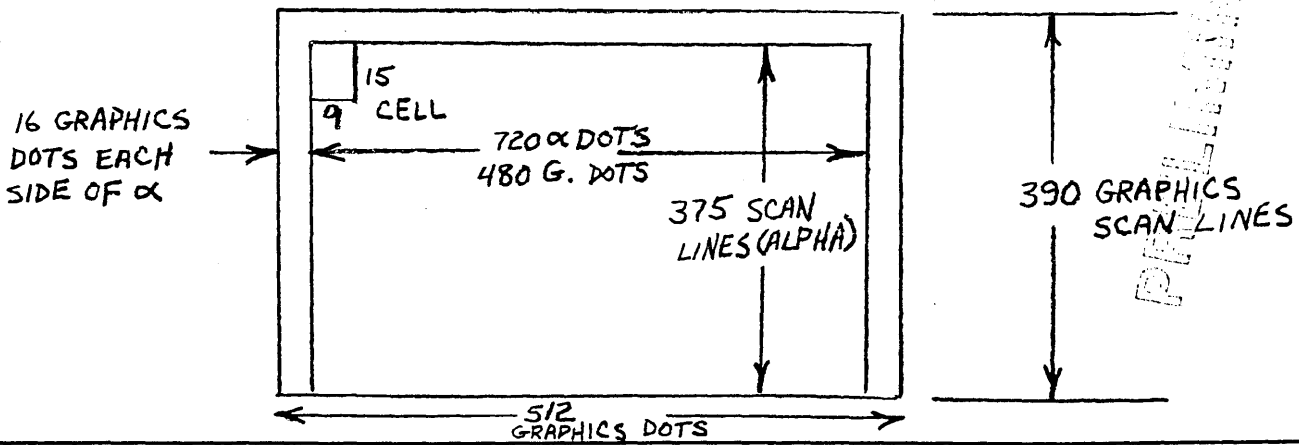 15
9 CELL
16 GRAPHICS
DOTS EACH
SIDE OF α
720 α DOTS
480 G. DOTS
375 SCAN
LINES (ALPHA)
390 GRAPHICS
SCAN LINES
512
GRAPHICS DOTS